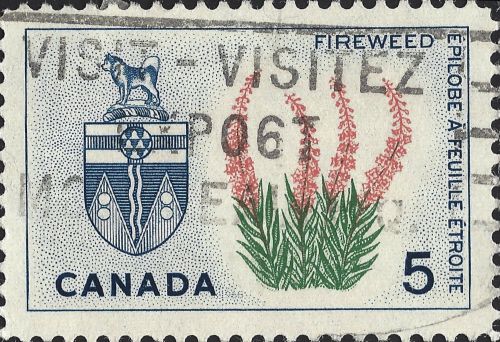 FIREWEED
ÉPILOBE À FEUILLE ÉTROITE
VISIT - VISITEZ
CANADA
5